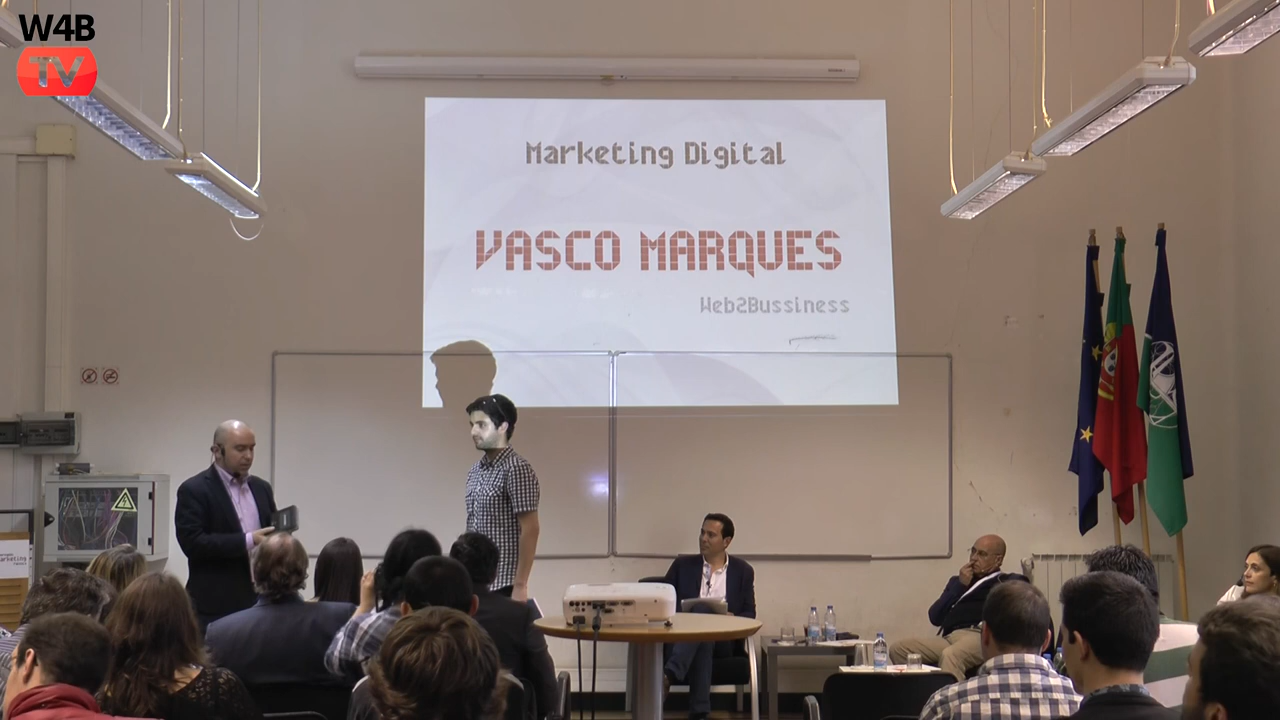 W4B
TV
Marketing Digital
VASCO MARQUES
Web2Bussiness